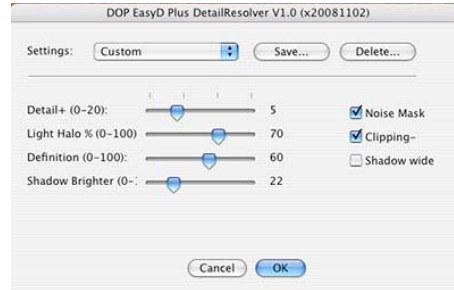 DOP EasyD Plus DetailResolver V1.0 (x20081102)
Settings: Custom Save... Delete...
Detail+ (0-20): 5 Noise Mask
Light Halo % (0-100) 70 Clipping-
Definition (0-100): 60 Shadow wide
Shadow Brighter (0-: 22
Cancel OK